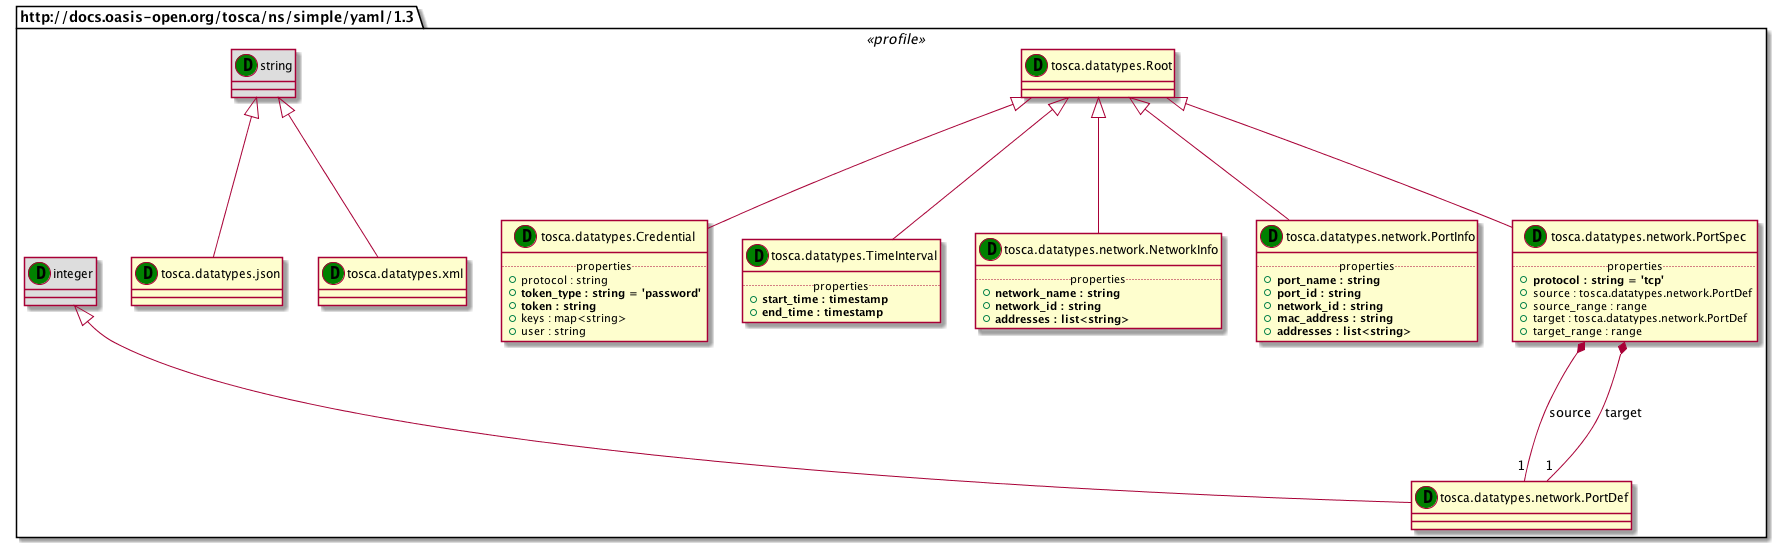 http://docs.oasis-open.org/tosca/ns/simple/yaml/1.3
«profile»
D string
D tosca.datatypes.Root
D integer
D tosca.datatypes.json
D tosca.datatypes.xml
D tosca.datatypes.Credential
properties
protocol : string
token_type : string = 'password'
token : string
keys : map<string>
user : string
D tosca.datatypes.TimeInterval
properties
start_time : timestamp
end_time : timestamp
D tosca.datatypes.network.NetworkInfo
properties
network_name : string
network_id : string
addresses : list<string>
D tosca.datatypes.network.PortInfo
properties
port_name : string
port_id : string
network_id : string
mac_address : string
addresses : list<string>
D tosca.datatypes.network.PortSpec
properties
protocol : string = 'tcp'
source : tosca.datatypes.network.PortDef
source_range : range
target : tosca.datatypes.network.PortDef
target_range : range
source
target
1
1
D tosca.datatypes.network.PortDef